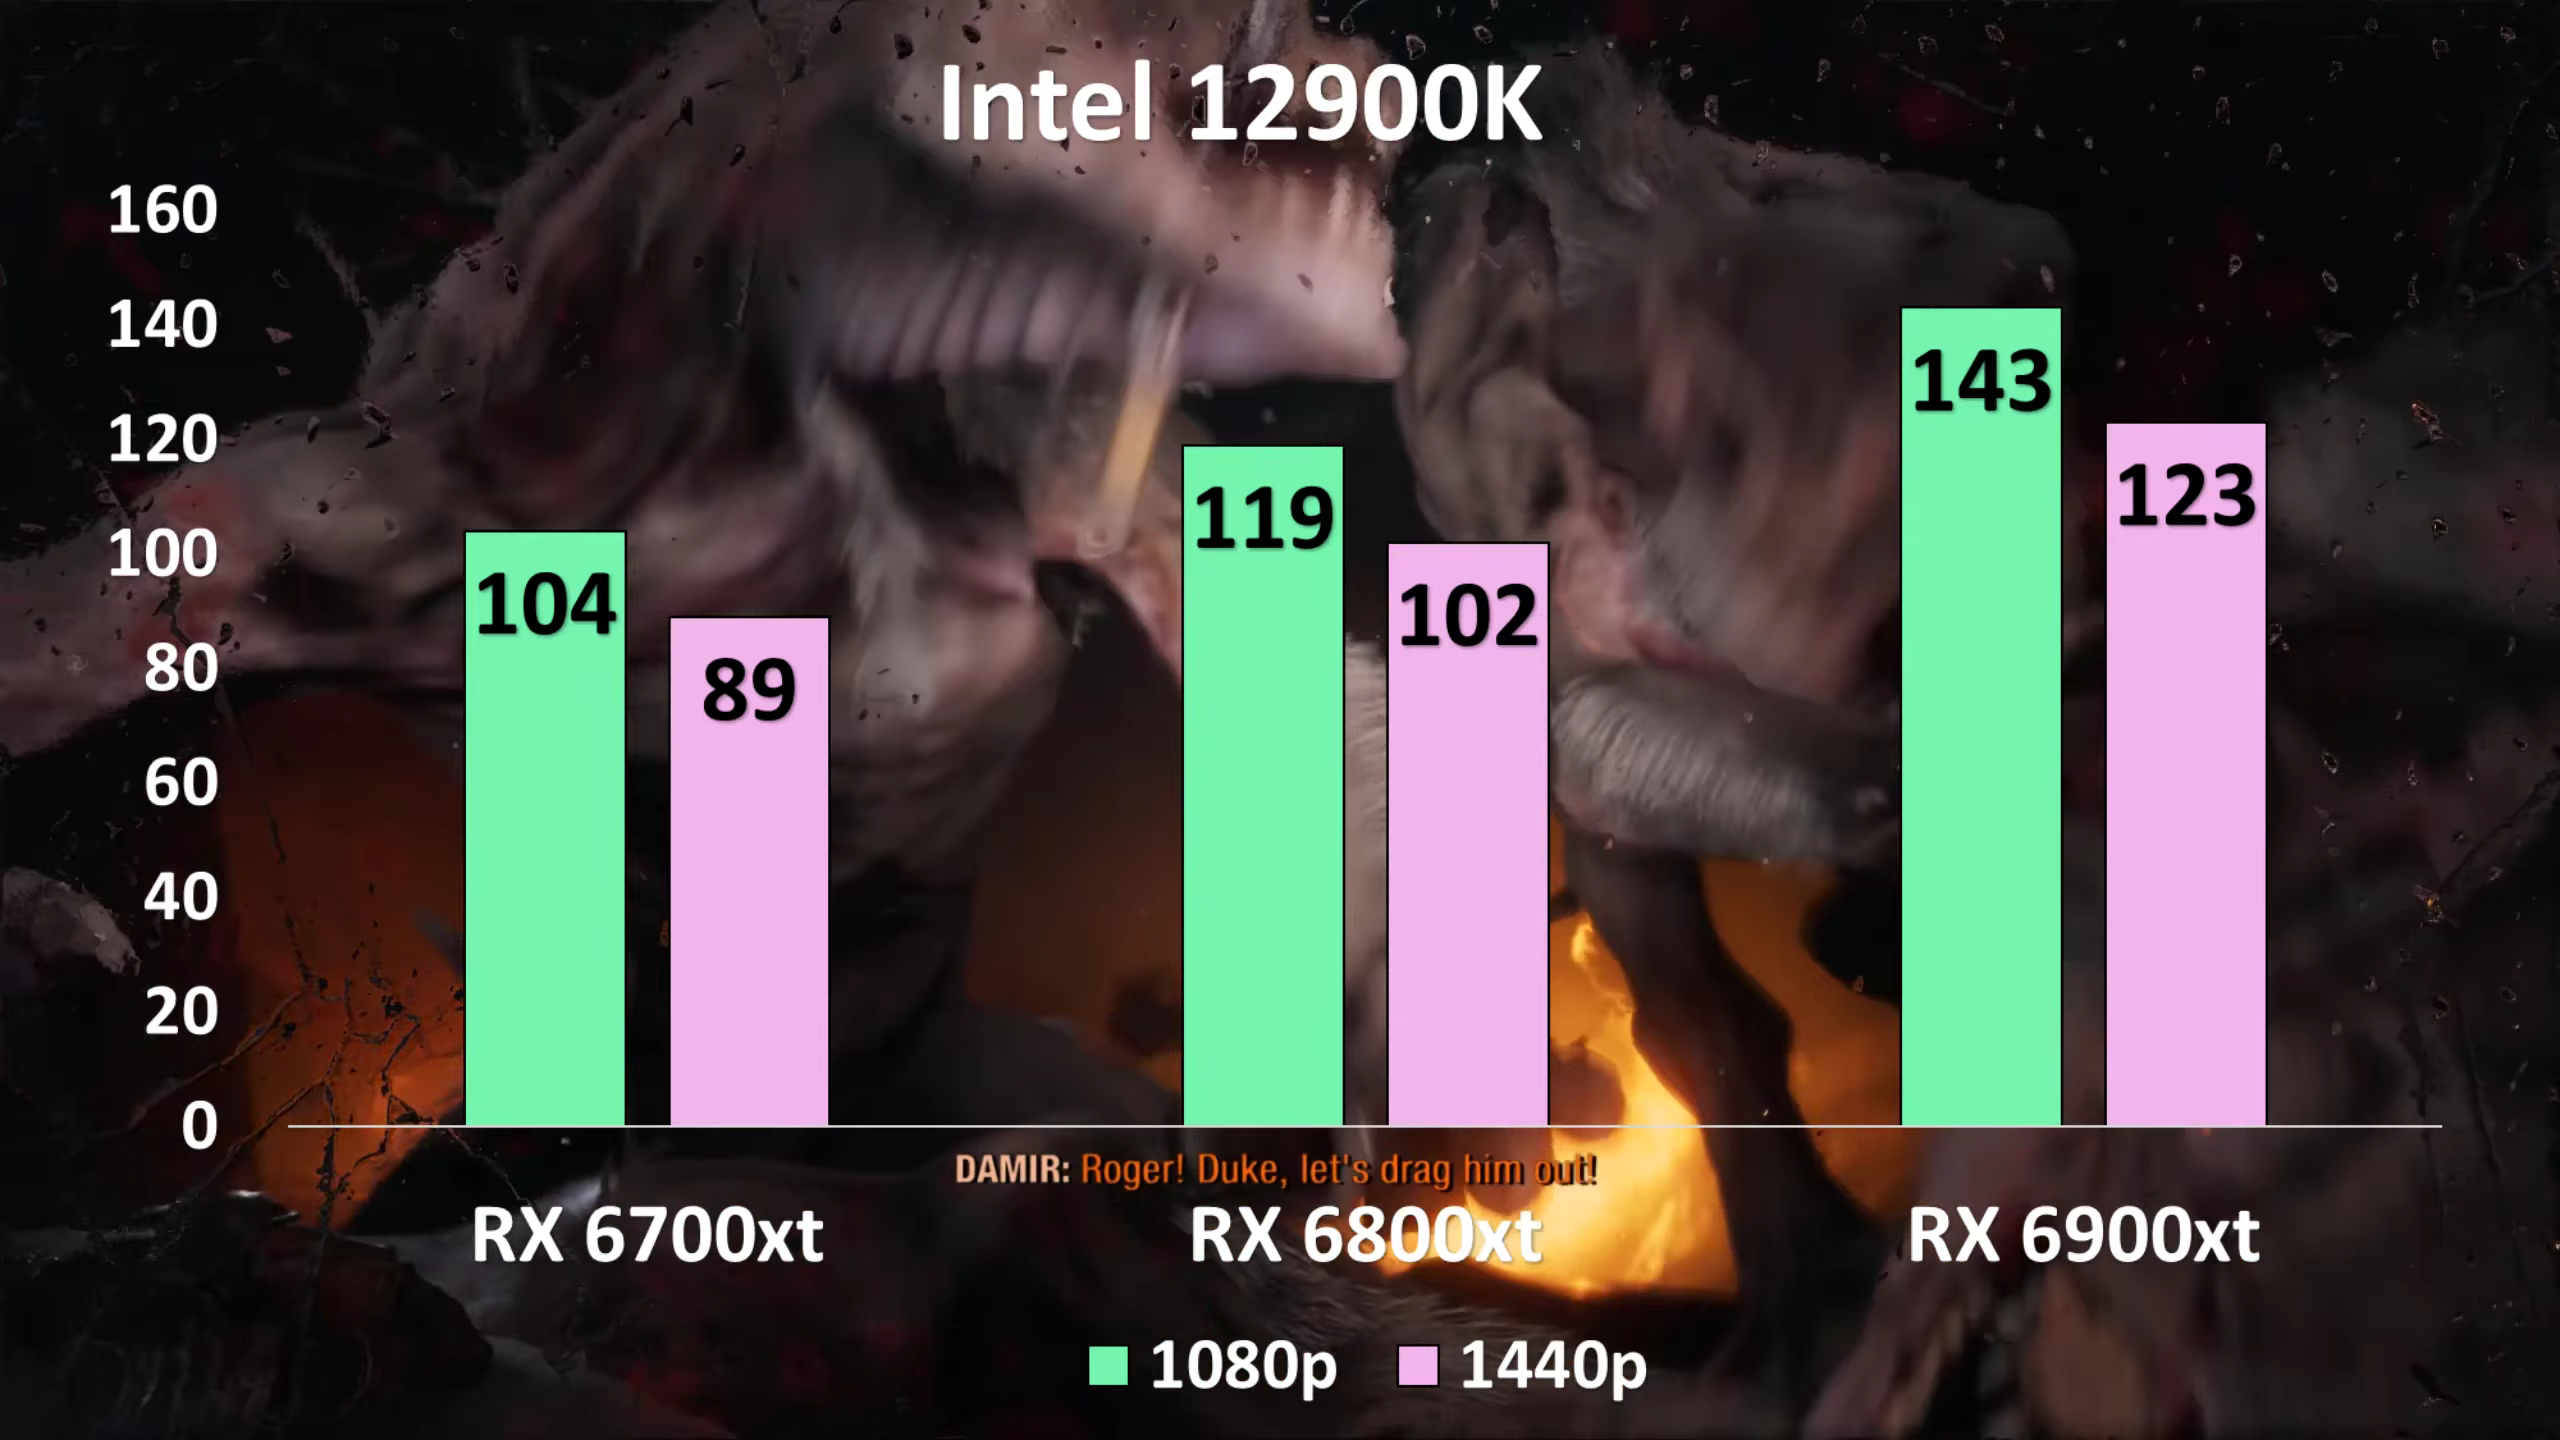 Intel 12900K
160
140
120
100
80
60
40
20
0
104
89
119
102
143
123
DAMIR: Roger! Duke, let's drag him out!
RX 6700xt
RX 6800xt
RX 6900xt
1080p
1440p